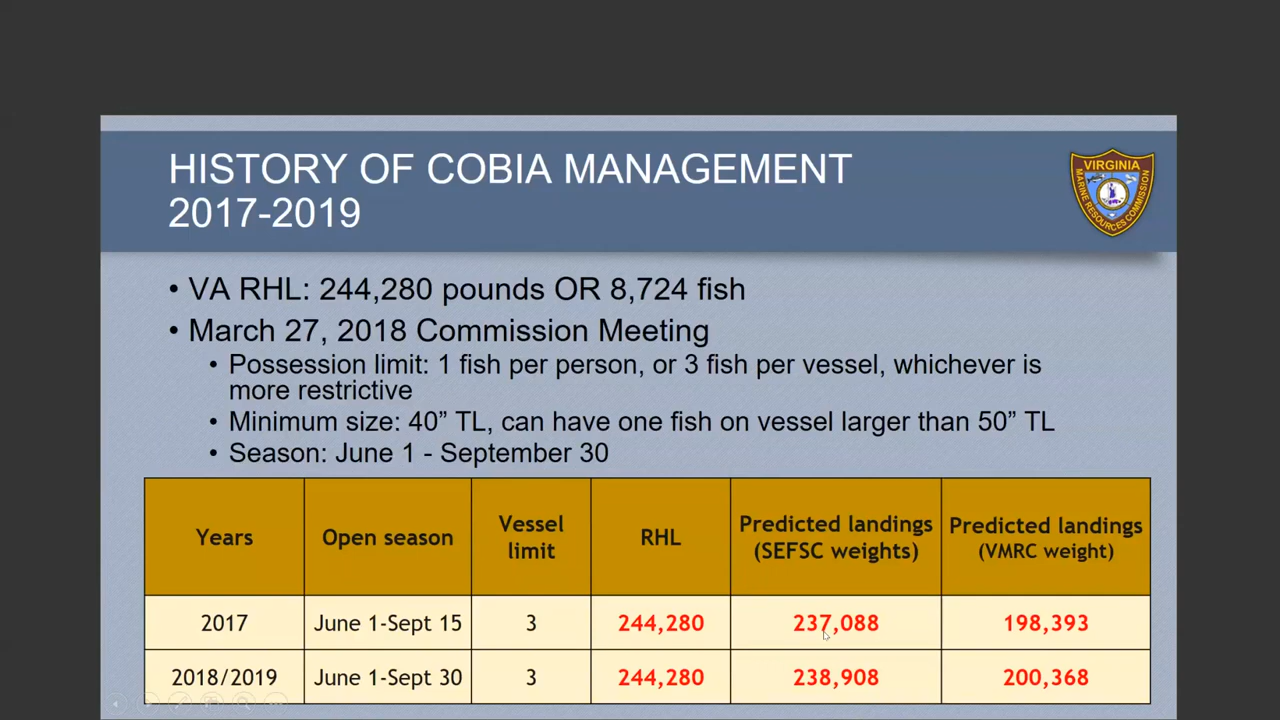 HISTORY OF COBIA MANAGEMENT
2017-2019
VIRGINIA
MARINE RESOURCES COMMISSION
• VA RHL: 244,280 pounds OR 8,724 fish
• March 27, 2018 Commission Meeting
• Possession limit: 1 fish per person, or 3 fish per vessel, whichever is
more restrictive
• Minimum size: 40” TL, can have one fish on vessel larger than 50” TL
• Season: June 1 - September 30
Years Open season Vessel limit RHL Predicted landings (SEFSC weights) Predicted landings (VMRC weight)
2017 June 1-Sept 15 3 244,280 237,088 198,393
2018/2019 June 1-Sept 30 3 244,280 238,908 200,368